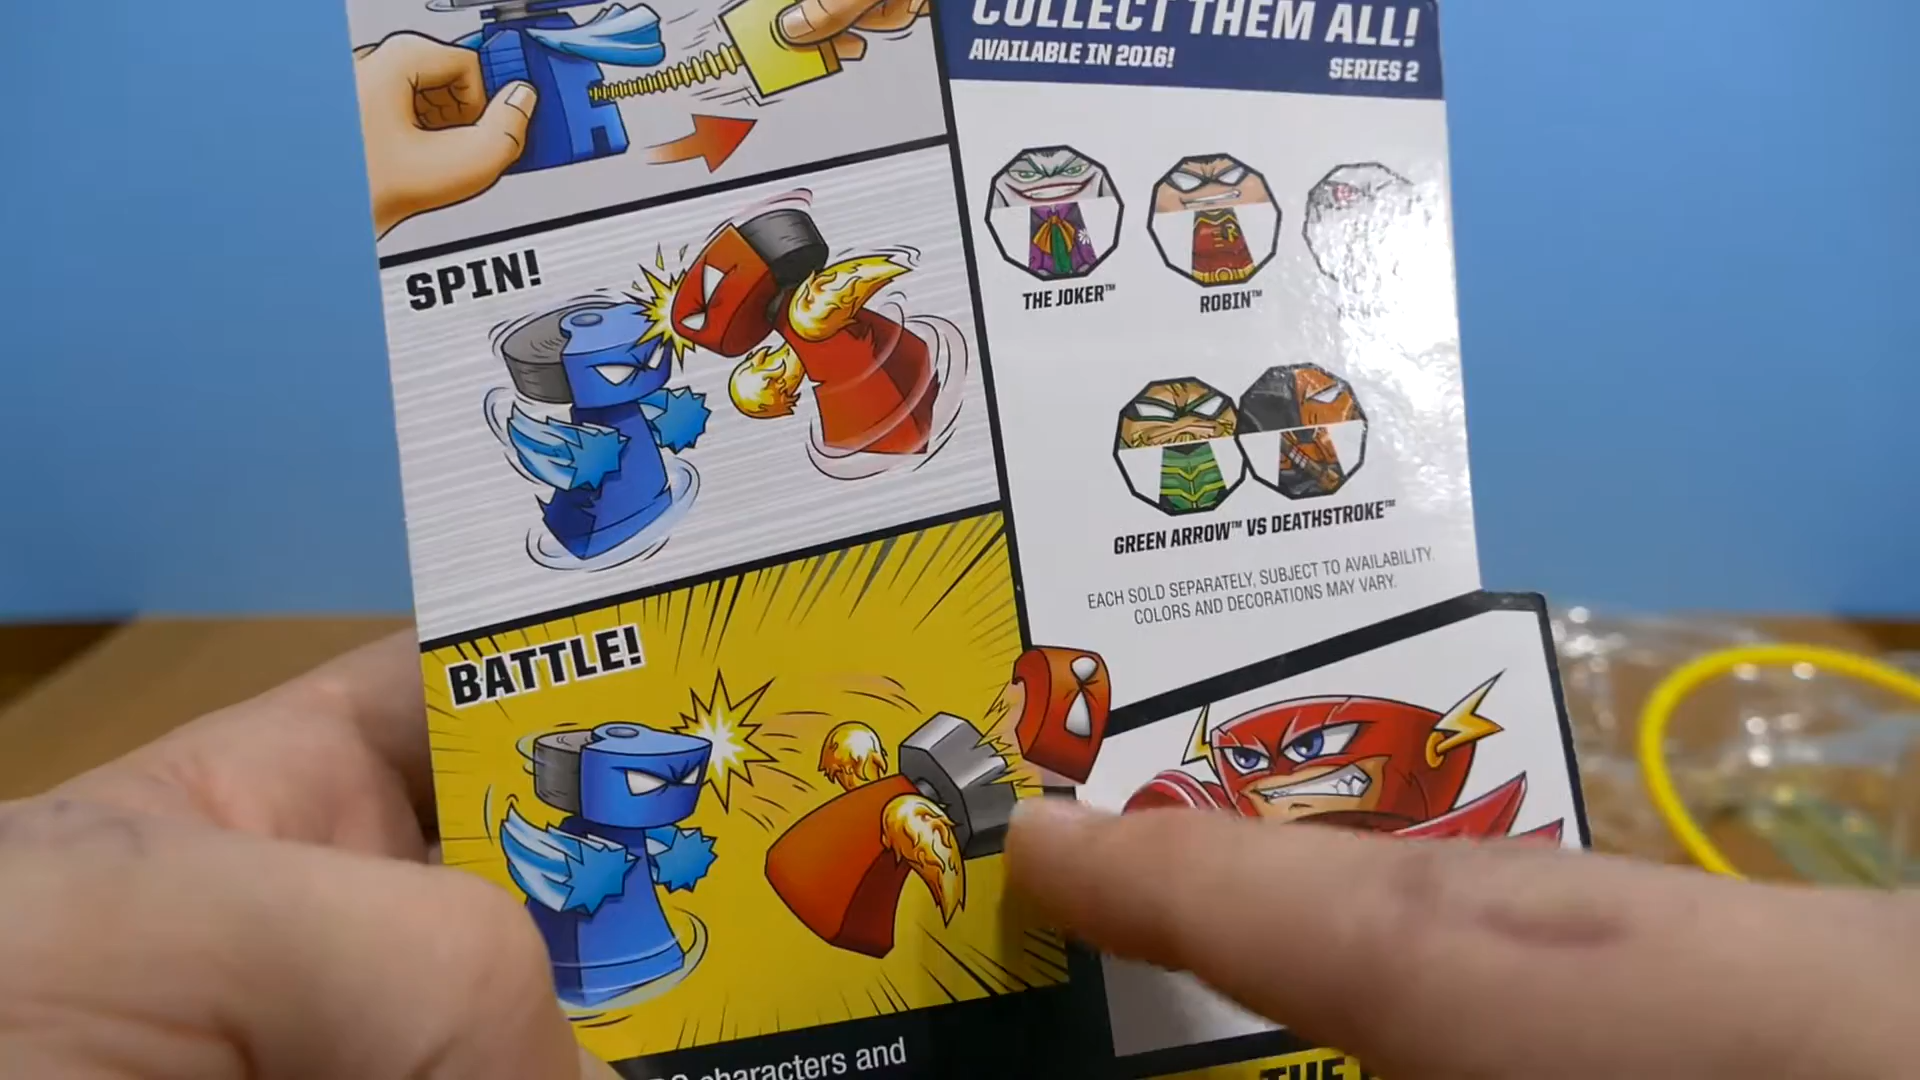 COLLECT THEM ALL!
AVAILABLE IN 2016!
SERIES 2
SPIN!
THE JOKER™
ROBIN™
GREEN ARROW™ VS DEATHSTROKE™
EACH SOLD SEPARATELY. SUBJECT TO AVAILABILITY.
COLORS AND DECORATIONS MAY VARY.
BATTLE!
characters and
THE